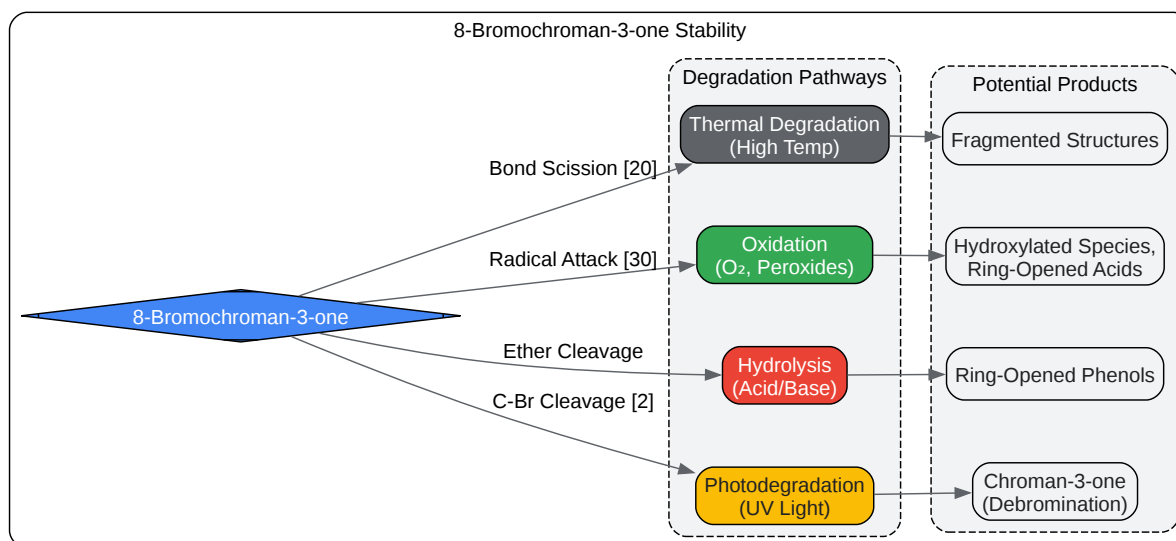 8-Bromochroman-3-one Stability
Degradation Pathways
Potential Products
Thermal Degradation
(High Temp)
Fragmented Structures
Bond Scission [20]
Oxidation
(O₂, Peroxides)
Hydroxylated Species,
Ring-Opened Acids
Radical Attack [30]
8-Bromochroman-3-one
Ether Cleavage
Hydrolysis
(Acid/Base)
Ring-Opened Phenols
C-Br Cleavage [2]
Photodegradation
(UV Light)
Chroman-3-one
(Debromination)